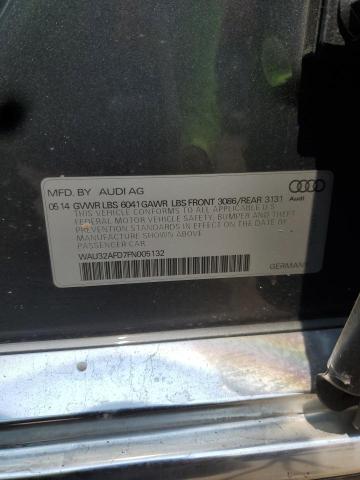 MFD. BY AUDI AG
05.14 GVWR LBS 6041 GAWR LBS FRONT 3086/REAR 3131
THIS VEHICLE CONFORMS TO ALL APPLICABLE U.S.
FEDERAL MOTOR VEHICLE SAFETY, BUMPER AND THEFT
PREVENTION STANDARDS IN EFFECT ON THE DATE OF
MANUFACTURE SHOWN ABOVE
PASSENGER CAR
Audi
WAU32AFD7FN005132
GERMANY